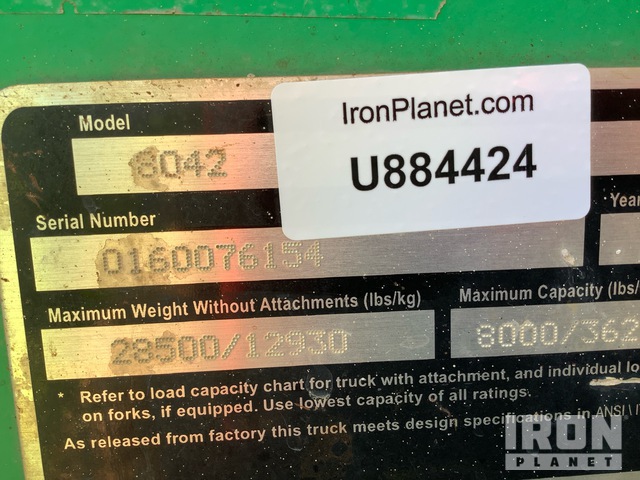 IronPlanet.com
U884424
Model
8042
Serial Number
0160076154
Year
Maximum Weight Without Attachments (lbs/kg)
28500/12930
Maximum Capacity (lbs/
8000/362
* Refer to load capacity chart for truck with attachment, and individual lo
on forks, if equipped. Use lowest capacity of all ratings.
As released from factory this truck meets design specifications in ANSI\IT
IRON
PLANET